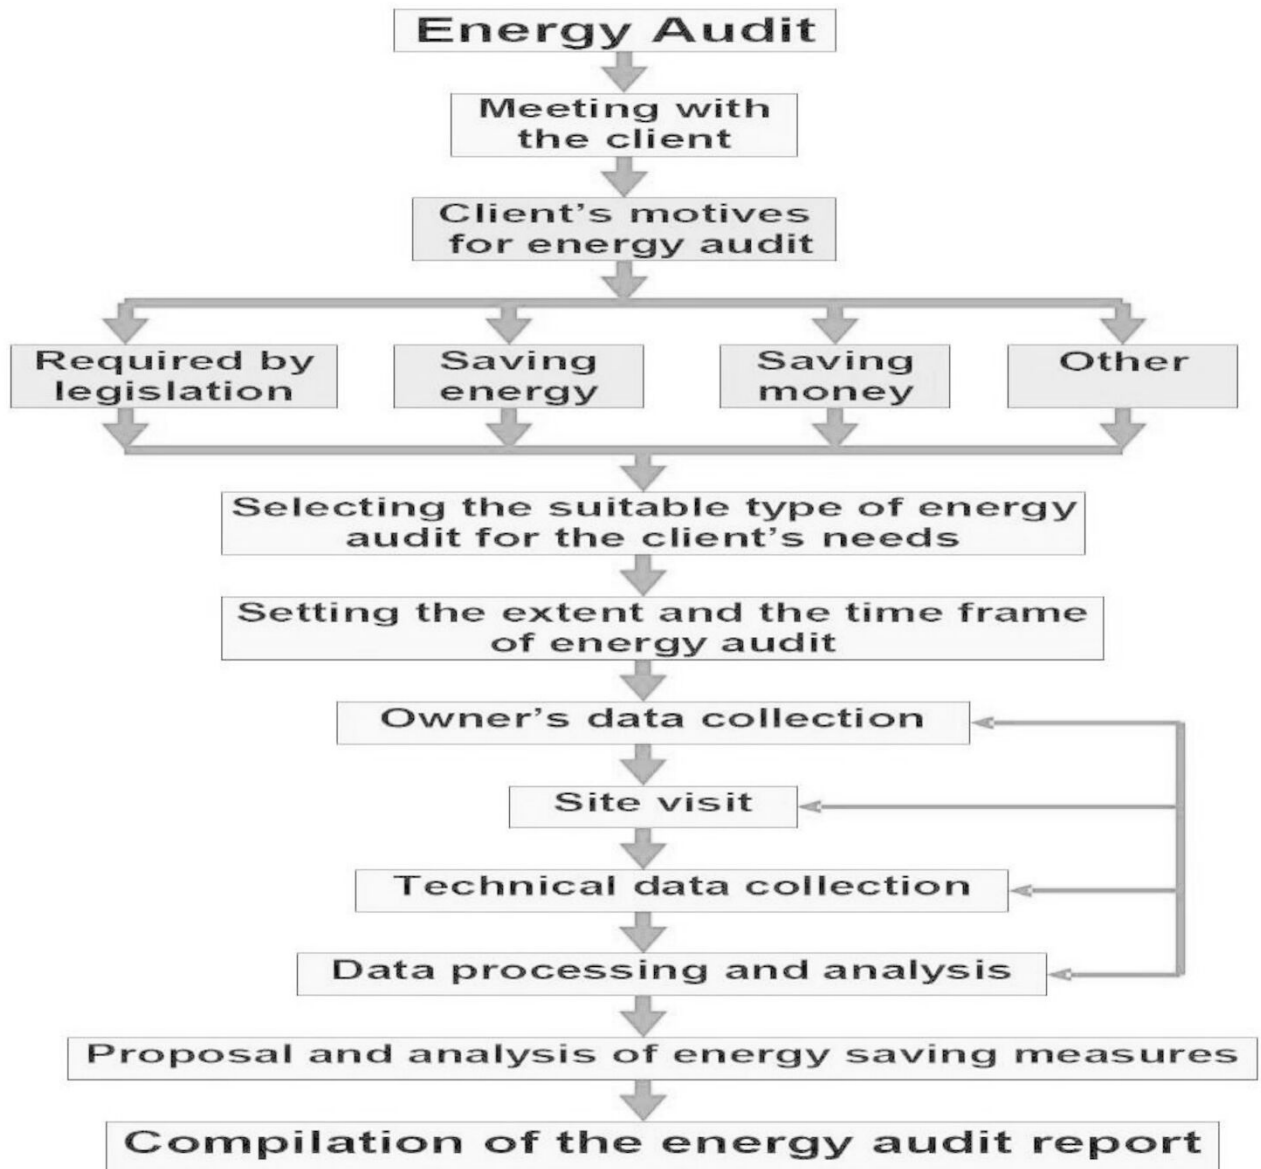 Energy Audit
Meeting with
the client
Client's motives
for energy audit
Required by
legislation
Saving
energy
Saving
money
Other
Selecting the suitable type of energy
audit for the client's needs
Setting the extent and the time frame
of energy audit
Owner's data collection
Site visit
Technical data collection
Data processing and analysis
Proposal and analysis of energy saving measures
Compilation of the energy audit report